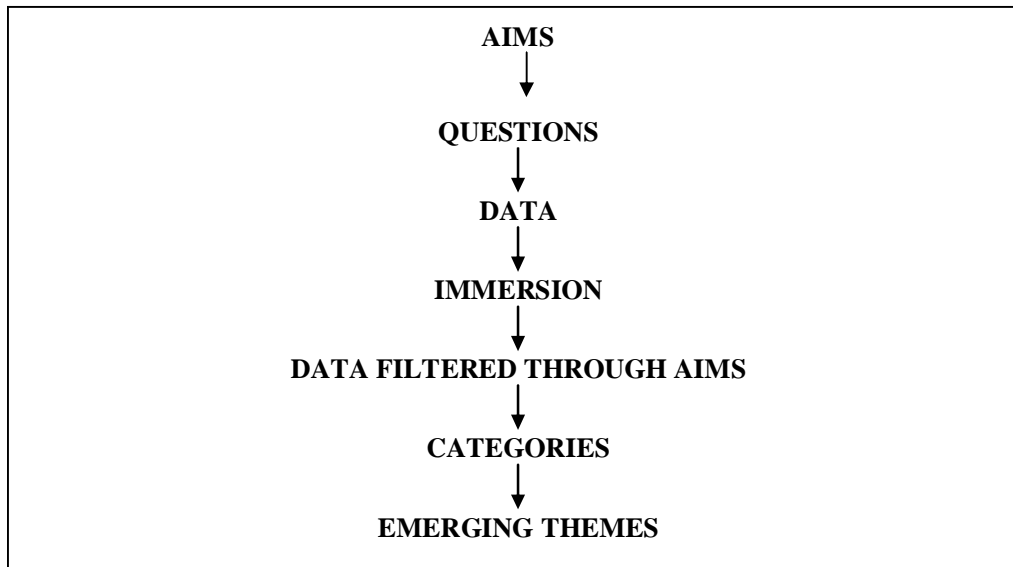 AIMS
QUESTIONS
DATA
IMMERSION
DATA FILTERED THROUGH AIMS
CATEGORIES
EMERGING THEMES